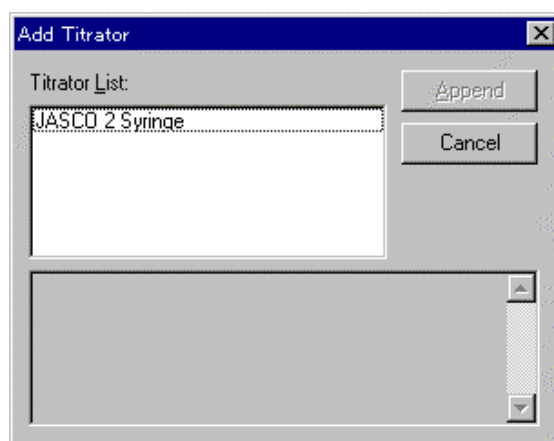 Add Titrator
Titrator List:
Append
JASCO 2 Syringe
Cancel